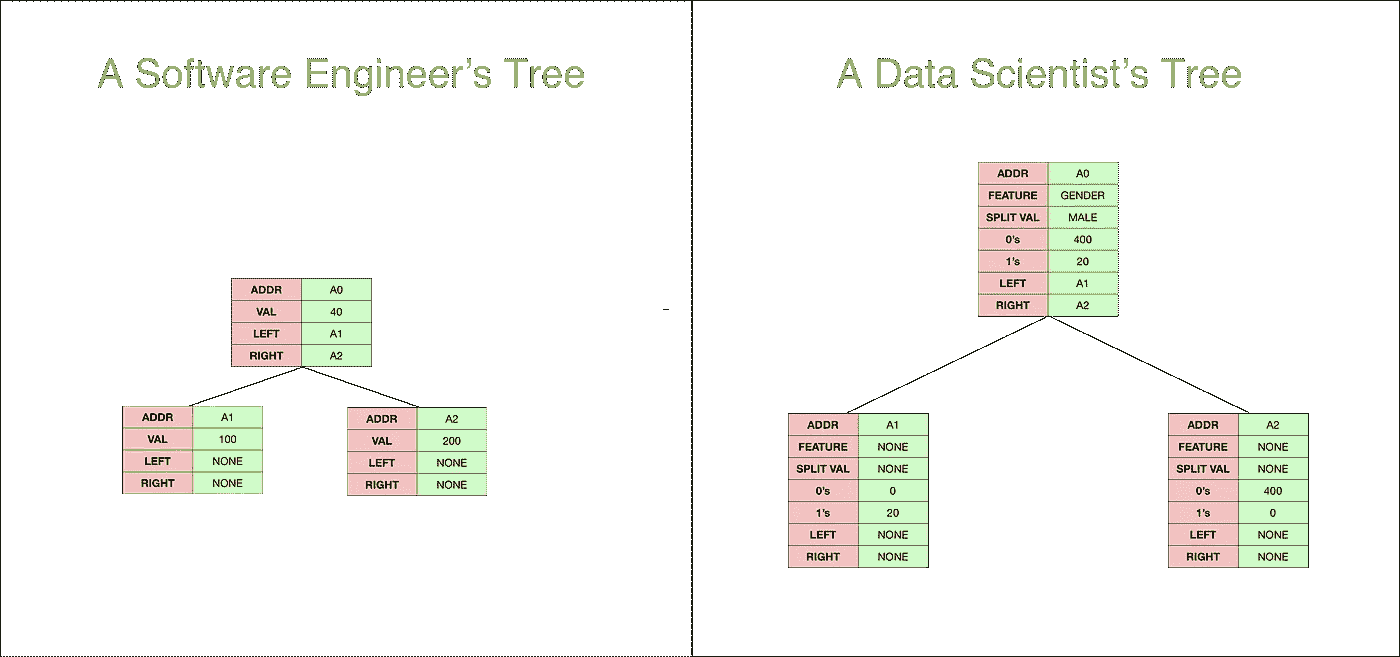 A Software Engineer's Tree
ADDR A0
VAL 40
LEFT A1
RIGHT A2
ADDR A1
VAL 100
LEFT NONE
RIGHT NONE
ADDR A2
VAL 200
LEFT NONE
RIGHT NONE
A Data Scientist's Tree
ADDR A0
FEATURE GENDER
SPLIT VAL MALE
0's 400
1's 20
LEFT A1
RIGHT A2
ADDR A1
FEATURE NONE
SPLIT VAL NONE
0's 0
1's 20
LEFT NONE
RIGHT NONE
ADDR A2
FEATURE NONE
SPLIT VAL NONE
0's 400
1's 0
LEFT NONE
RIGHT NONE